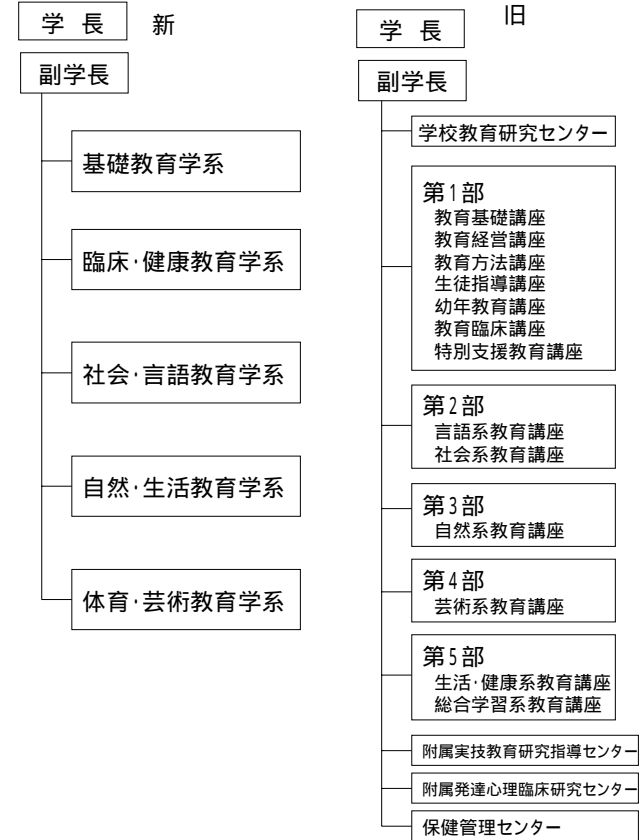 学 長
新
副学長
基礎教育学系
臨床・健康教育学系
社会・言語教育学系
自然・生活教育学系
体育・芸術教育学系
旧
学 長
副学長
学校教育研究センター
第1部
教育基礎講座
教育経営講座
教育方法講座
生徒指導講座
幼年教育講座
教育臨床講座
特別支援教育講座
第2部
言語系教育講座
社会系教育講座
第3部
自然系教育講座
第4部
芸術系教育講座
第5部
生活・健康系教育講座
総合学習系教育講座
附属実技教育研究指導センター
附属発達心理臨床研究センター
保健管理センター